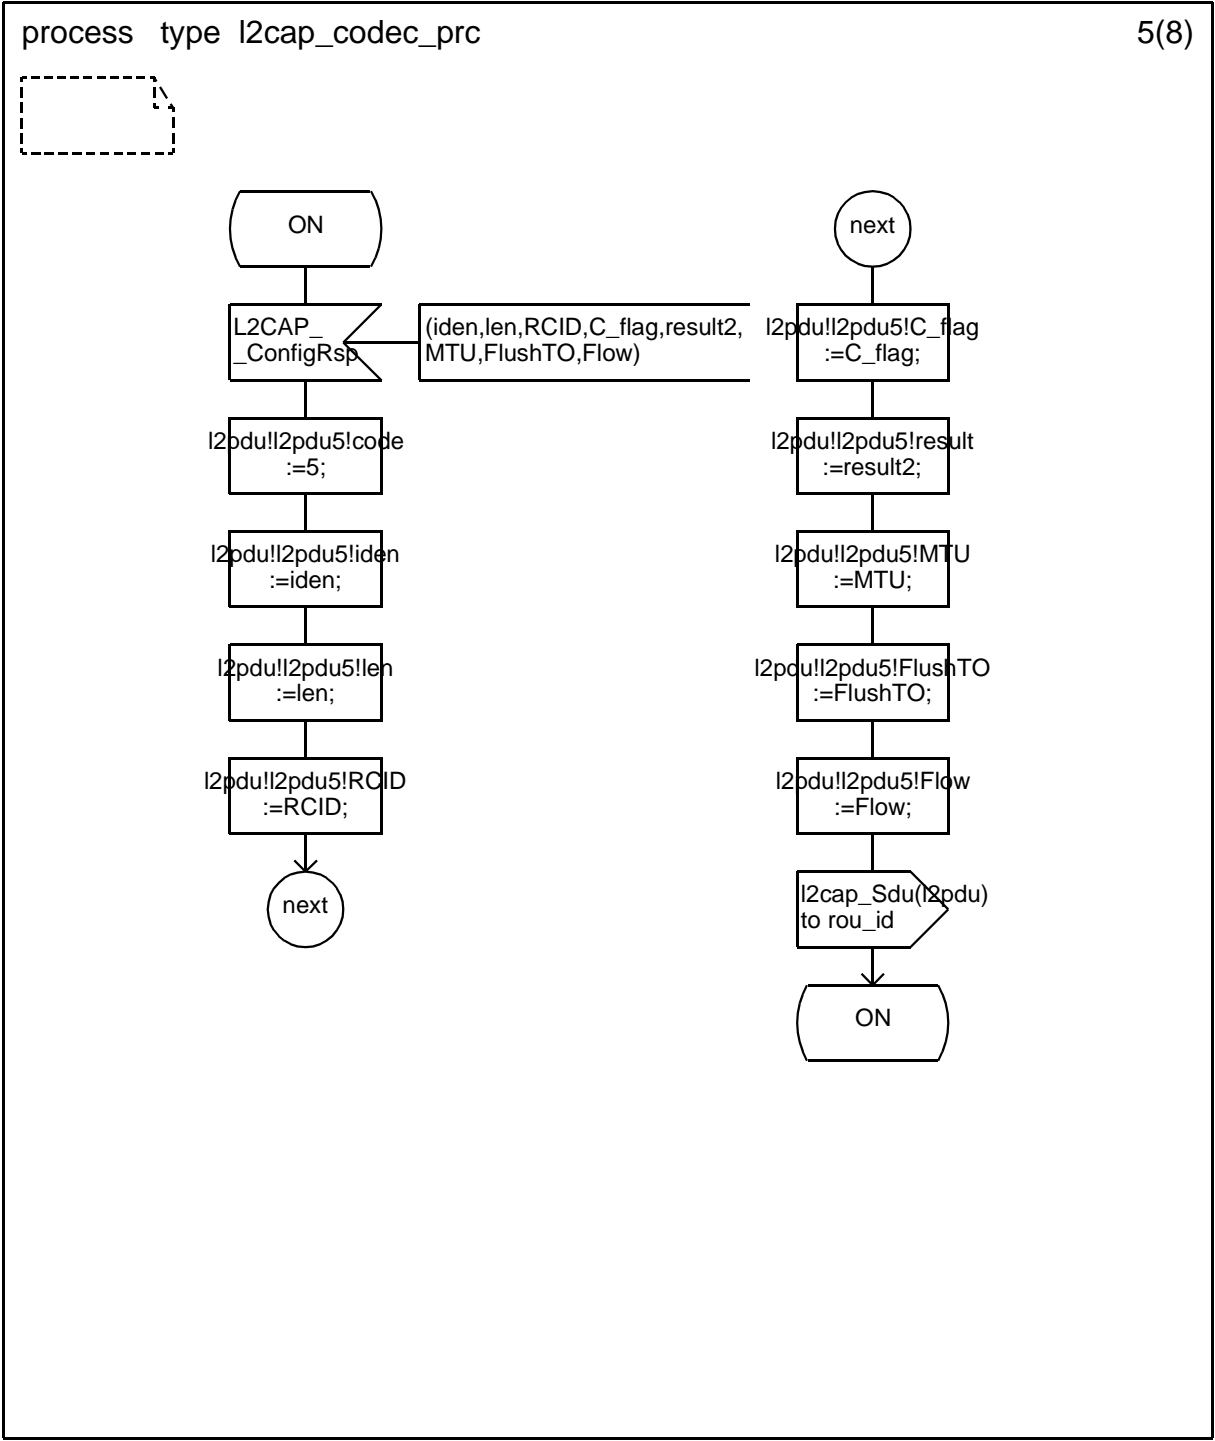 process type l2cap_codec_prc
5(8)
ON
L2CAP_
_ConfigRsp
(iden,len,RCID,C_flag,result2,
MTU,FlushTO,Flow)
l2pdu!l2pdu5!code
:=5;
l2pdu!l2pdu5!iden
:=iden;
l2pdu!l2pdu5!len
:=len;
l2pdu!l2pdu5!RCID
:=RCID;
next
next
l2pdu!l2pdu5!C_flag
:=C_flag;
l2pdu!l2pdu5!result
:=result2;
l2pdu!l2pdu5!MTU
:=MTU;
l2pdu!l2pdu5!FlushTO
:=FlushTO;
l2pdu!l2pdu5!Flow
:=Flow;
l2cap_Sdu(l2pdu)
to rou_id
ON